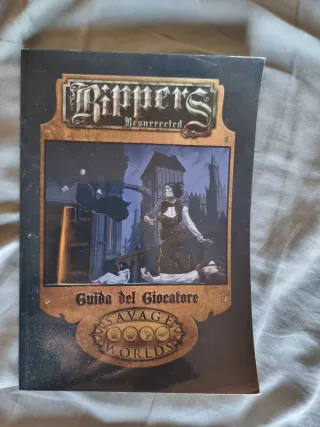 Rippers
Resurrected
Guida del Giocatore
SAVAGE
WORLDS